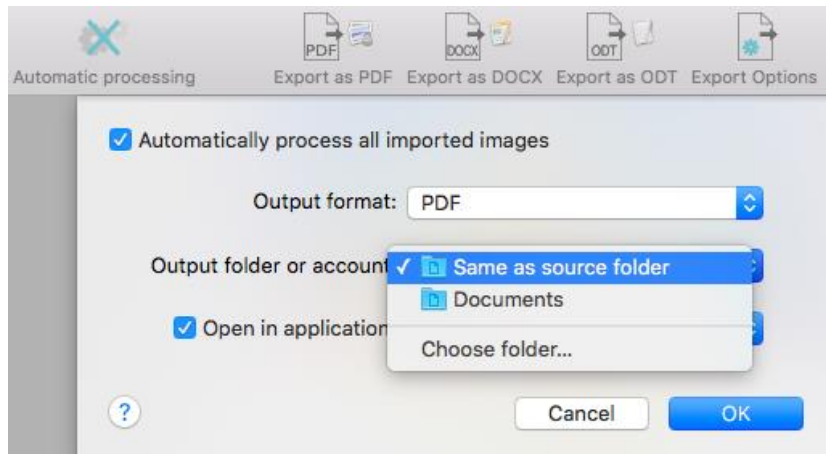 PDF
DOCX
ODT
Automatic processing
Export as PDF
Export as DOCX
Export as ODT
Export Options
Automatically process all imported images
Output format:
PDF
Output folder or account
Same as source folder
Documents
Open in application
Choose folder...
?
Cancel
OK